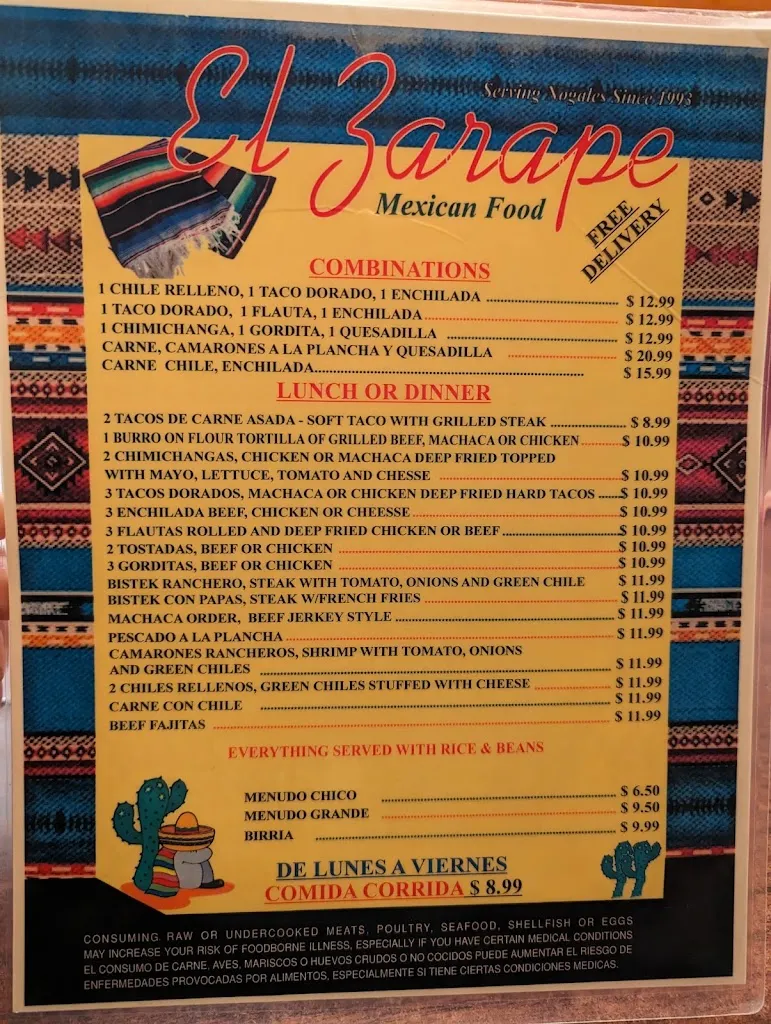 Serving Nogales Since 1993
El Zarape
Mexican Food
FREE
DELIVERY
COMBINATIONS
1 CHILE RELLENO, 1 TACO DORADO, 1 ENCHILADA $ 12.99
1 TACO DORADO, 1 FLAUTA, 1 ENCHILADA $ 12.99
1 CHIMICHANGA, 1 GORDITA, 1 QUESADILLA $ 12.99
CARNE, CAMARONES A LA PLANCHA Y QUESADILLA $ 20.99
CARNE CHILE, ENCHILADA $ 15.99
LUNCH OR DINNER
2 TACOS DE CARNE ASADA - SOFT TACO WITH GRILLED STEAK $ 8.99
1 BURRO ON FLOUR TORTILLA OF GRILLED BEEF, MACHACA OR CHICKEN $ 10.99
2 CHIMICHANGAS, CHICKEN OR MACHACA DEEP FRIED TOPPED
WITH MAYO, LETTUCE, TOMATO AND CHESSE $ 10.99
3 TACOS DORADOS, MACHACA OR CHICKEN DEEP FRIED HARD TACOS $ 10.99
3 ENCHILADA BEEF, CHICKEN OR CHEESSE $ 10.99
3 FLAUTAS ROLLED AND DEEP FRIED CHICKEN OR BEEF $ 10.99
2 TOSTADAS, BEEF OR CHICKEN $ 10.99
3 GORDITAS, BEEF OR CHICKEN $ 10.99
BISTEK RANCHERO, STEAK WITH TOMATO, ONIONS AND GREEN CHILE $ 11.99
BISTEK CON PAPAS, STEAK W/FRENCH FRIES $ 11.99
MACHACA ORDER, BEEF JERKEY STYLE $ 11.99
PESCADO A LA PLANCHA $ 11.99
CAMARONES RANCHEROS, SHRIMP WITH TOMATO, ONIONS
AND GREEN CHILES $ 11.99
2 CHILES RELLENOS, GREEN CHILES STUFFED WITH CHEESE $ 11.99
CARNE CON CHILE $ 11.99
BEEF FAJITAS $ 11.99
EVERYTHING SERVED WITH RICE & BEANS
MENUDO CHICO $ 6.50
MENUDO GRANDE $ 9.50
BIRRIA $ 9.99
DE LUNES A VIERNES
COMIDA CORRIDA $ 8.99
CONSUMING RAW OR UNDERCOOKED MEATS, POULTRY, SEAFOOD, SHELLFISH OR EGGS
MAY INCREASE YOUR RISK OF FOODBORNE ILLNESS, ESPECIALLY IF YOU HAVE CERTAIN MEDICAL CONDITIONS
EL CONSUMO DE CARNE, AVES, MARISCOS O HUEVOS CRUDOS O NO COCIDOS PUEDE AUMENTAR EL RIESGO DE
ENFERMEDADES PROVOCADAS POR ALIMENTOS, ESPECIALMENTE SI TIENE CIERTAS CONDICIONES MEDICAS.